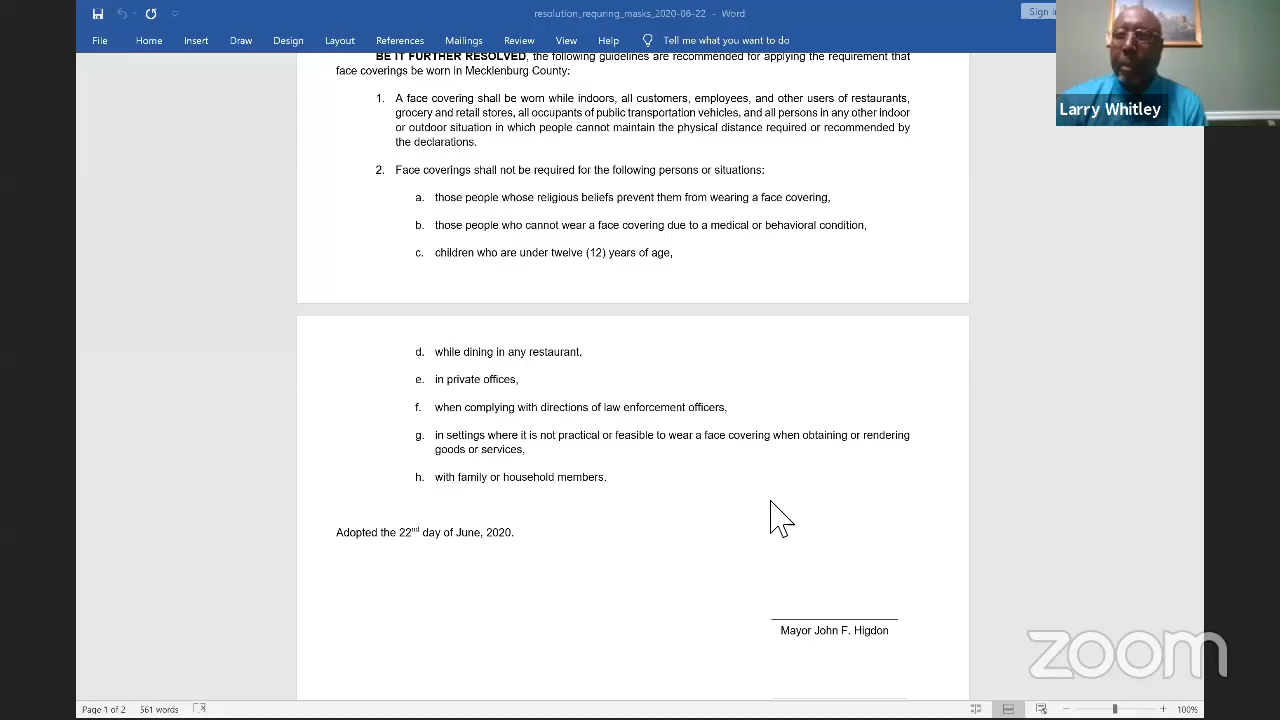 resolution_requring_masks_2020-06-22 - Word
Sign in
File Home Insert Draw Design Layout References Mailings Review View Help Tell me what you want to do
Larry Whitley
BE IT FURTHER RESOLVED, the following guidelines are recommended for applying the requirement that
face coverings be worn in Mecklenburg County:
1. A face covering shall be worn while indoors, all customers, employees, and other users of restaurants,
grocery and retail stores, all occupants of public transportation vehicles, and all persons in any other indoor
or outdoor situation in which people cannot maintain the physical distance required or recommended by
the declarations.
2. Face coverings shall not be required for the following persons or situations:
a. those people whose religious beliefs prevent them from wearing a face covering,
b. those people who cannot wear a face covering due to a medical or behavioral condition,
c. children who are under twelve (12) years of age,
d. while dining in any restaurant,
e. in private offices,
f. when complying with directions of law enforcement officers,
g. in settings where it is not practical or feasible to wear a face covering when obtaining or rendering
goods or services,
h. with family or household members.
Adopted the 22nd day of June, 2020.
Mayor John F. Higdon
zoom
Page 1 of 2 561 words 100%